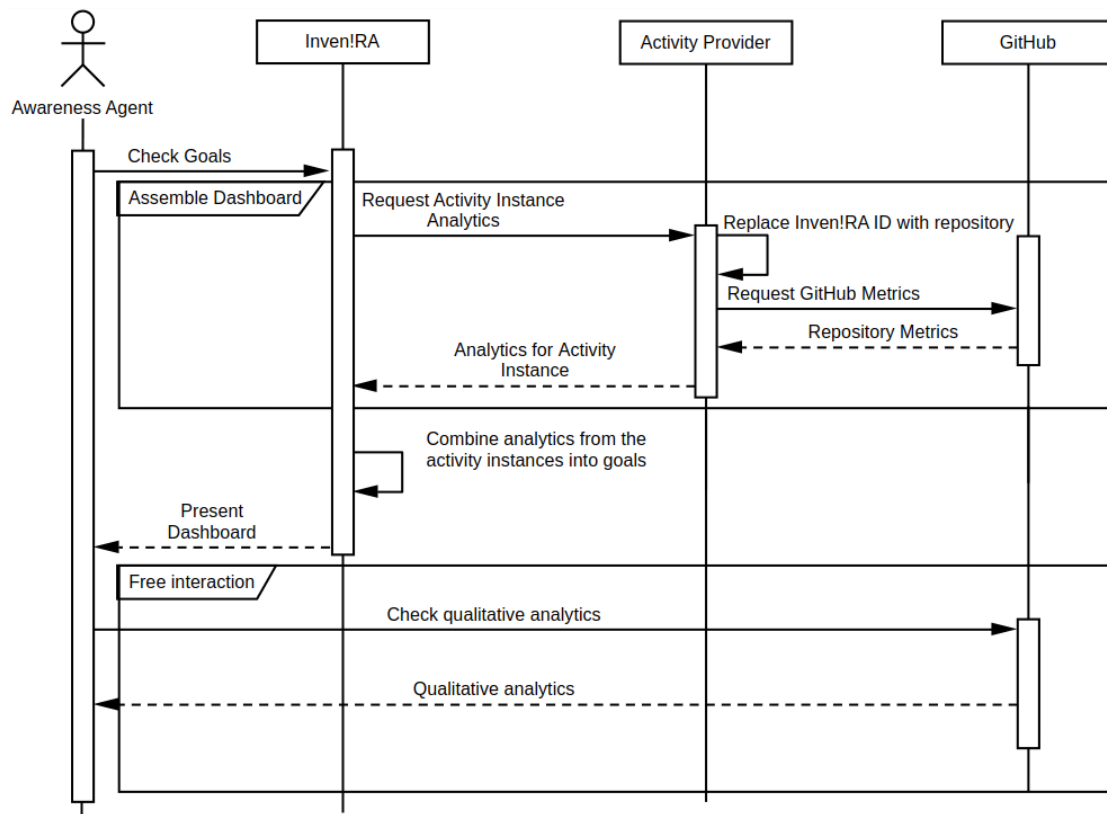 Inven!RA
Activity Provider
GitHub
Awareness Agent
Check Goals
Assemble Dashboard
Request Activity Instance
Analytics
Replace Inven!RA ID with repository
Request GitHub Metrics
Repository Metrics
Analytics for Activity
Instance
Combine analytics from the
activity instances into goals
Present
Dashboard
Free interaction
Check qualitative analytics
Qualitative analytics